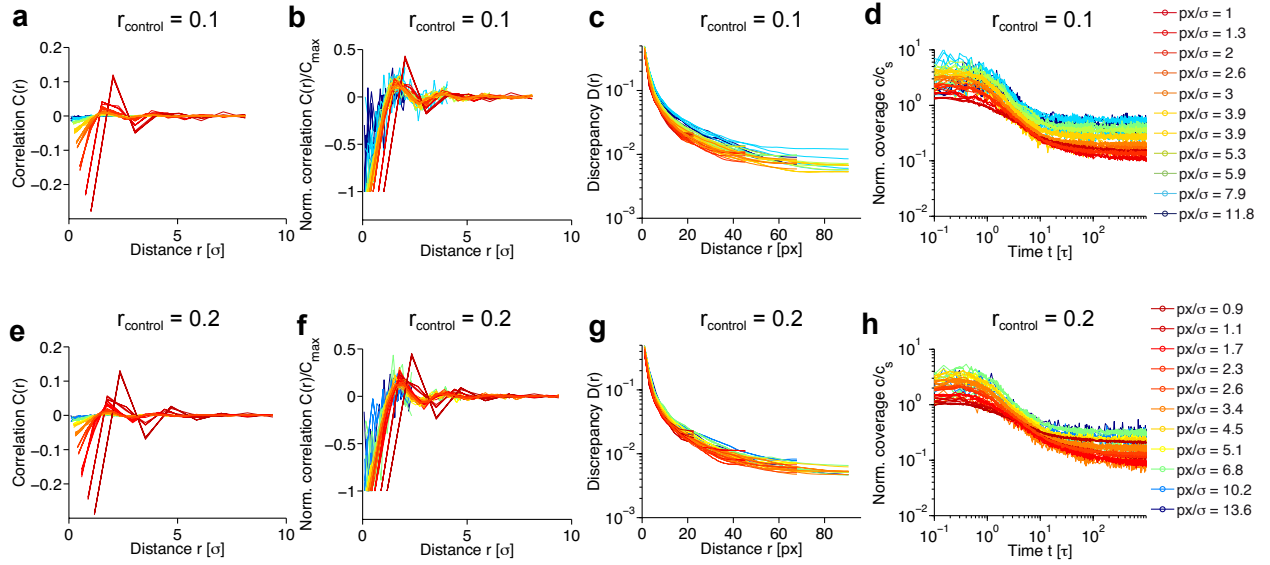 a
r_control = 0.1
Correlation C(r)
0.2
0.1
0
−0.1
−0.2
0
5
10
Distance r [σ]
b
r_control = 0.1
Norm. correlation C(r)/C_max
0.5
0
−0.5
−1
0
5
10
Distance r [σ]
c
r_control = 0.1
Discrepancy D(r)
10^−1
10^−2
10^−3
0
20
40
60
80
Distance r [px]
d
r_control = 0.1
Norm. coverage c/c_s
10^1
10^0
10^−1
10^−2
10^−1
10^0
10^2
Time t [τ]
px/σ = 1
px/σ = 1.3
px/σ = 2
px/σ = 2.6
px/σ = 3
px/σ = 3.9
px/σ = 3.9
px/σ = 5.3
px/σ = 5.9
px/σ = 7.9
px/σ = 11.8
e
r_control = 0.2
Correlation C(r)
0.2
0.1
0
−0.1
−0.2
0
5
10
Distance r [σ]
f
r_control = 0.2
Norm. correlation C(r)/C_max
0.5
0
−0.5
−1
0
5
10
Distance r [σ]
g
r_control = 0.2
Discrepancy D(r)
10^−1
10^−2
10^−3
0
20
40
60
80
Distance r [px]
h
r_control = 0.2
Norm. coverage c/c_s
10^1
10^0
10^−1
10^−2
10^−1
10^0
10^2
Time t [τ]
px/σ = 0.9
px/σ = 1.1
px/σ = 1.7
px/σ = 2.3
px/σ = 2.6
px/σ = 3.4
px/σ = 4.5
px/σ = 5.1
px/σ = 6.8
px/σ = 10.2
px/σ = 13.6